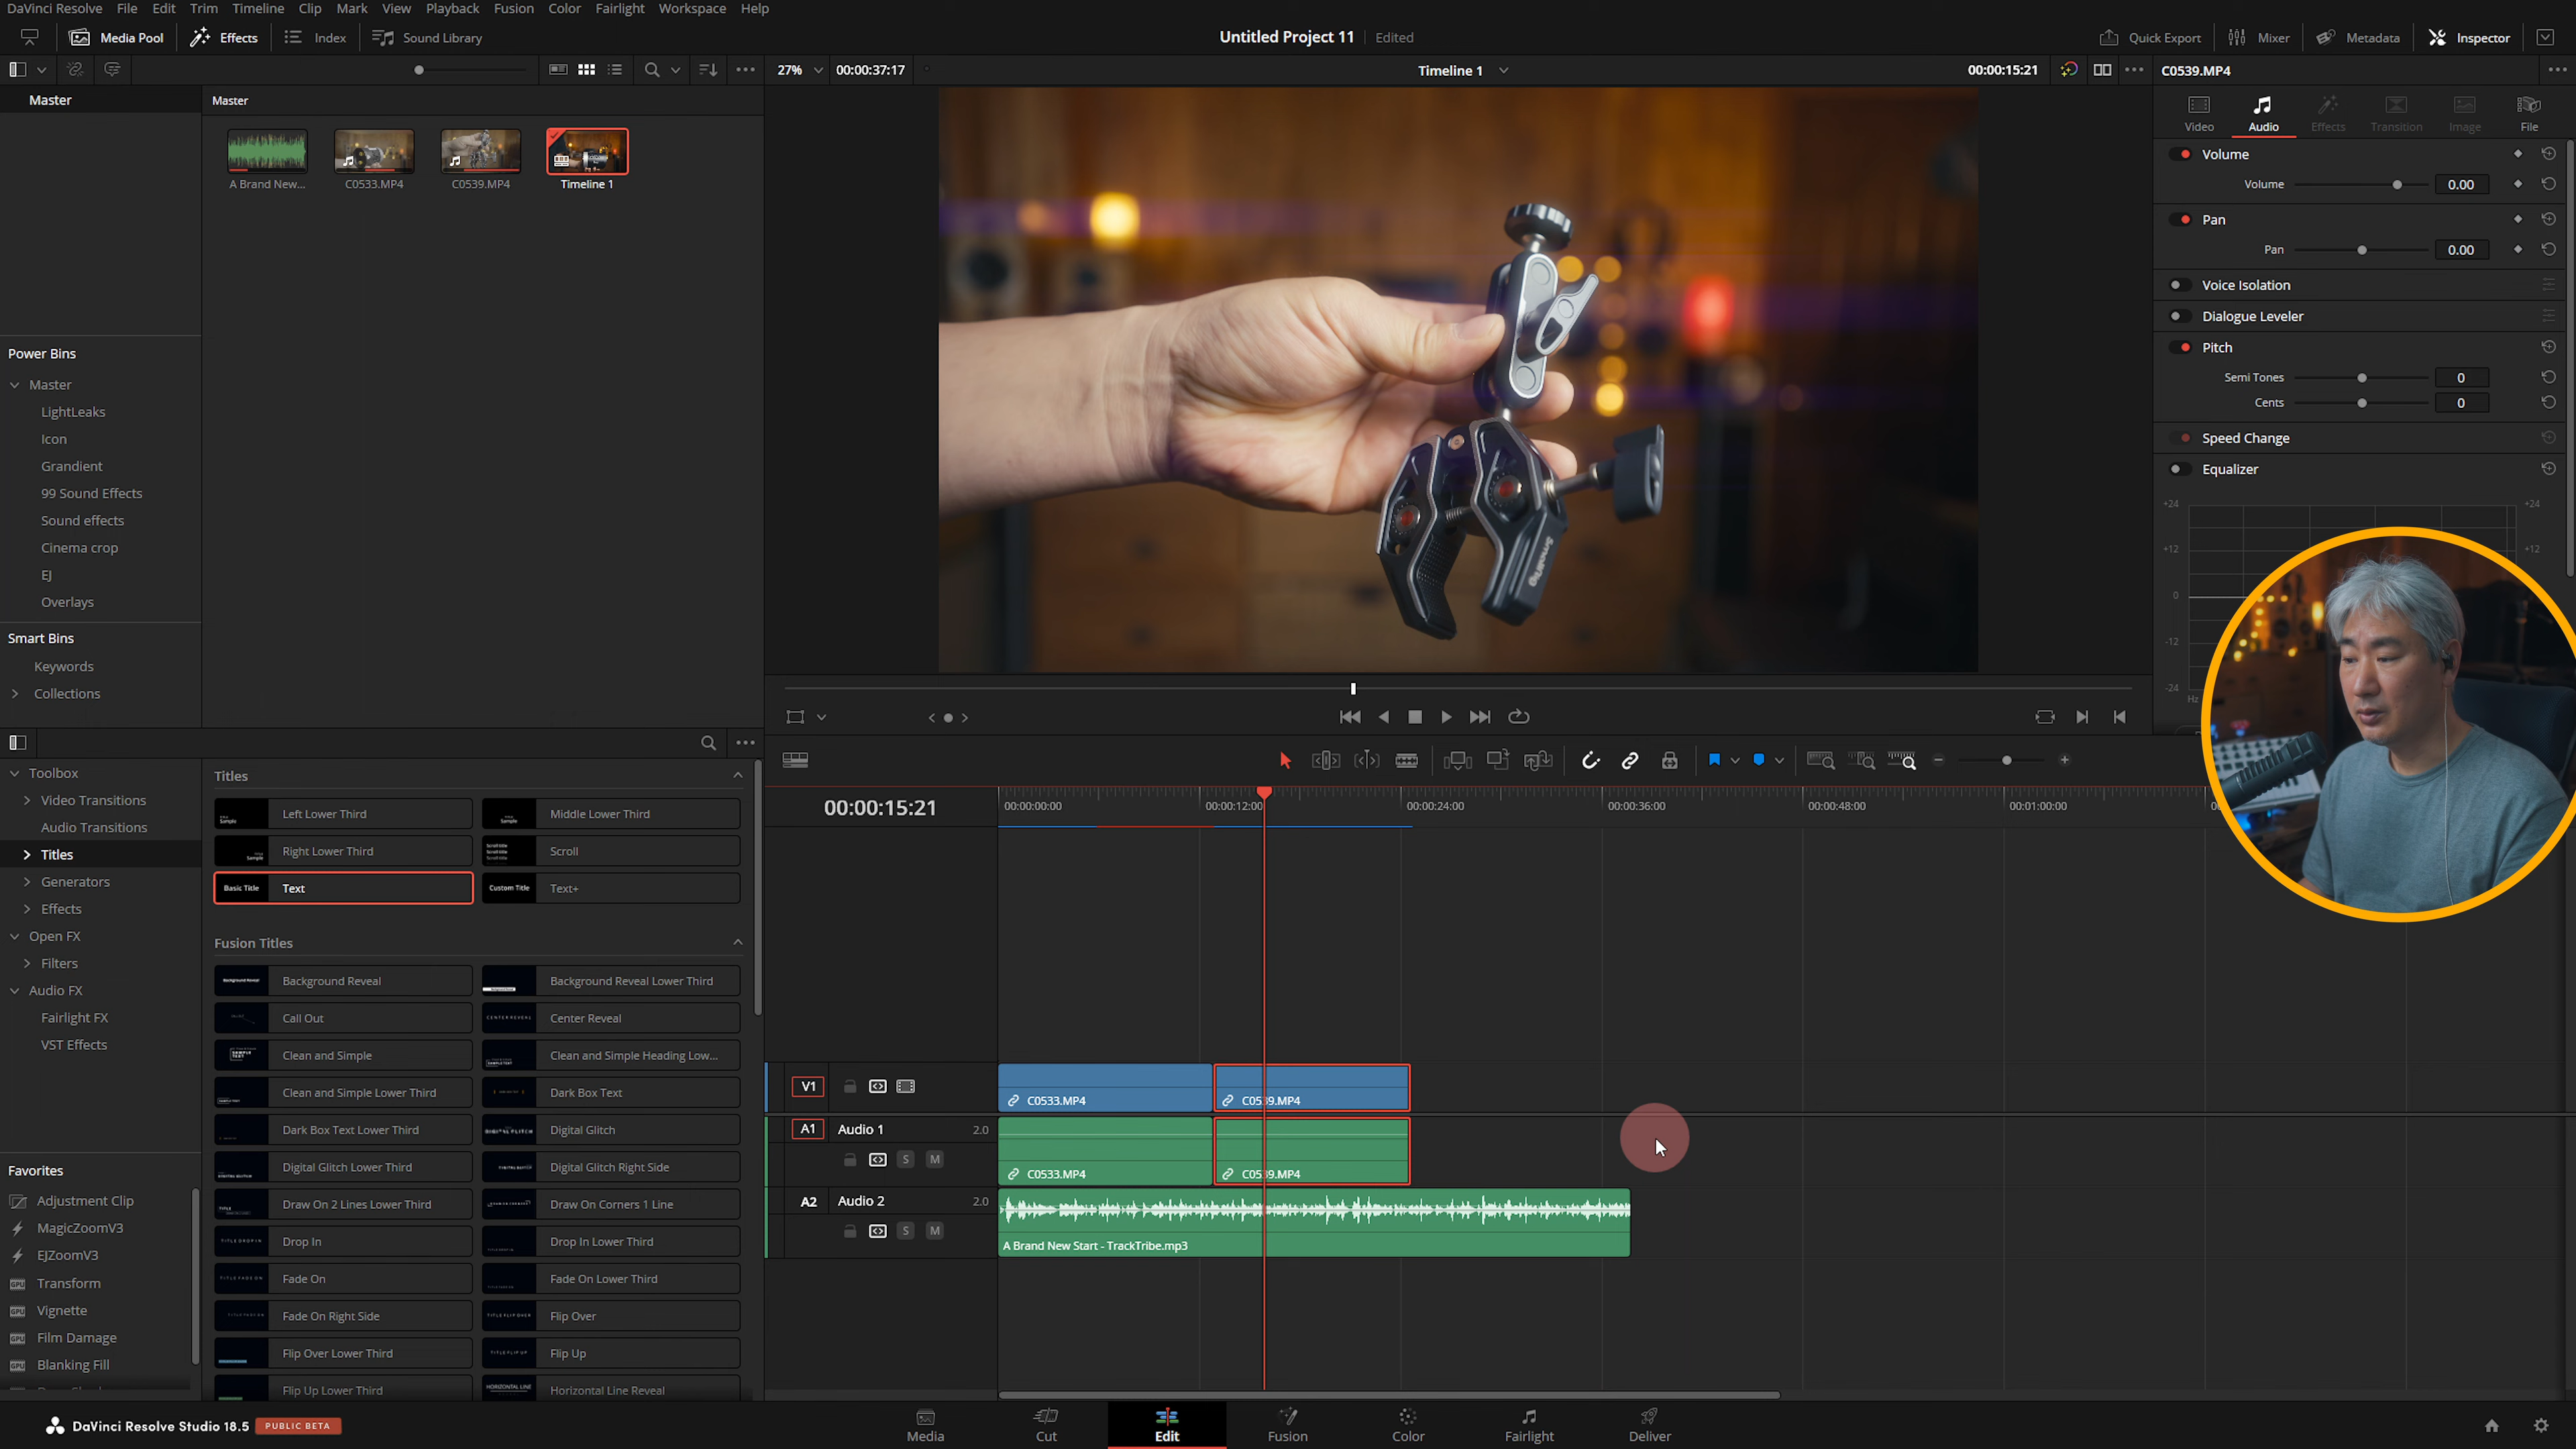 DaVinci Resolve File Edit Trim Timeline Clip Mark View Playback Fusion Color Fairlight Workspace Help
Media Pool Effects Index Sound Library
Untitled Project 11 Edited
Quick Export Mixer Metadata Inspector
27% 00:00:37:17 Timeline 1 00:00:15:21 C0539.MP4
Master Master
A Brand New... C0533.MP4 C0539.MP4 Timeline 1
Power Bins
Master
LightLeaks
Icon
Grandient
99 Sound Effects
Sound effects
Cinema crop
EJ
Overlays
Smart Bins
Keywords
Collections
Smallrig
Video Audio Effects Transition Image File
Volume
Volume 0.00
Pan
Pan 0.00
Voice Isolation
Dialogue Leveler
Pitch
Semi Tones 0
Cents 0
Speed Change
Equalizer
+24 +24
+12 +12
0
-12
-24
Hz
Toolbox
Video Transitions
Audio Transitions
Titles
Generators
Effects
Open FX
Filters
Audio FX
Fairlight FX
VST Effects
Favorites
Adjustment Clip
MagicZoomV3
EJZoomV3
Transform
Vignette
Film Damage
Blanking Fill
Titles
Left Lower Third Middle Lower Third
Right Lower Third Scroll
Basic Title Text Custom Title Text+
Fusion Titles
Background Reveal Background Reveal Lower Third
Call Out Center Reveal
Clean and Simple Clean and Simple Heading Low...
Clean and Simple Lower Third Dark Box Text
Dark Box Text Lower Third Digital Glitch
Digital Glitch Lower Third Digital Glitch Right Side
Draw On 2 Lines Lower Third Draw On Corners 1 Line
Drop In Drop In Lower Third
Fade On Fade On Lower Third
Fade On Right Side Flip Over
Flip Over Lower Third Flip Up
Flip Up Lower Third Horizontal Line Reveal
00:00:15:21
00:00:00:00 00:00:12:00 00:00:24:00 00:00:36:00 00:00:48:00 00:01:00:00
V1 C0533.MP4 C0539.MP4
A1 Audio 1 2.0
S M C0533.MP4 C0539.MP4
A2 Audio 2 2.0
S M
A Brand New Start - TrackTribe.mp3
DaVinci Resolve Studio 18.5 PUBLIC BETA
Media Cut Edit Fusion Color Fairlight Deliver